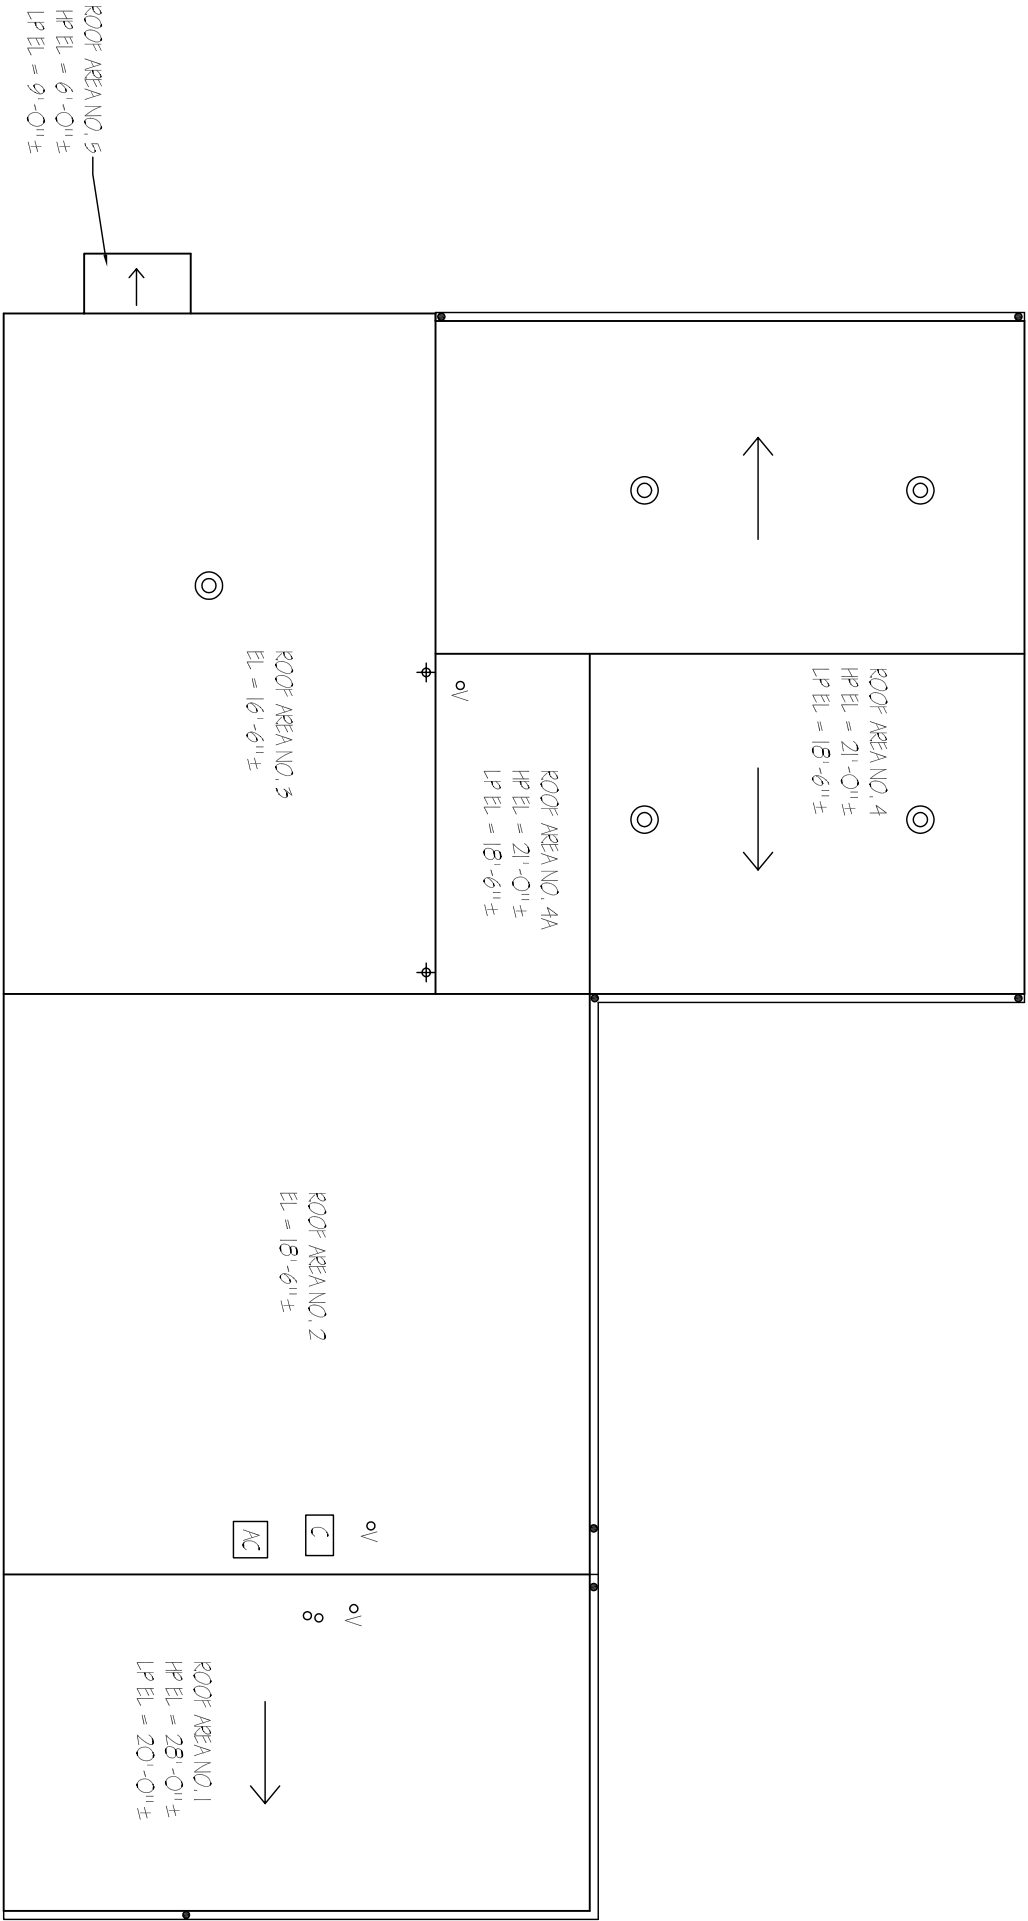 ROOF AREA NO. 5
HP EL = 6'-0"±
LP EL = 9'-0"±
ROOF AREA NO. 4
HP EL = 21'-0"±
LP EL = 18'-6"±
ROOF AREA NO. 3
EL = 16'-6"±
V
ROOF AREA NO. 4A
HP EL = 21'-0"±
LP EL = 18'-6"±
ROOF AREA NO. 2
EL = 18'-6"±
V
C
AC
V
ROOF AREA NO. 1
HP EL = 28'-0"±
LP EL = 20'-0"±